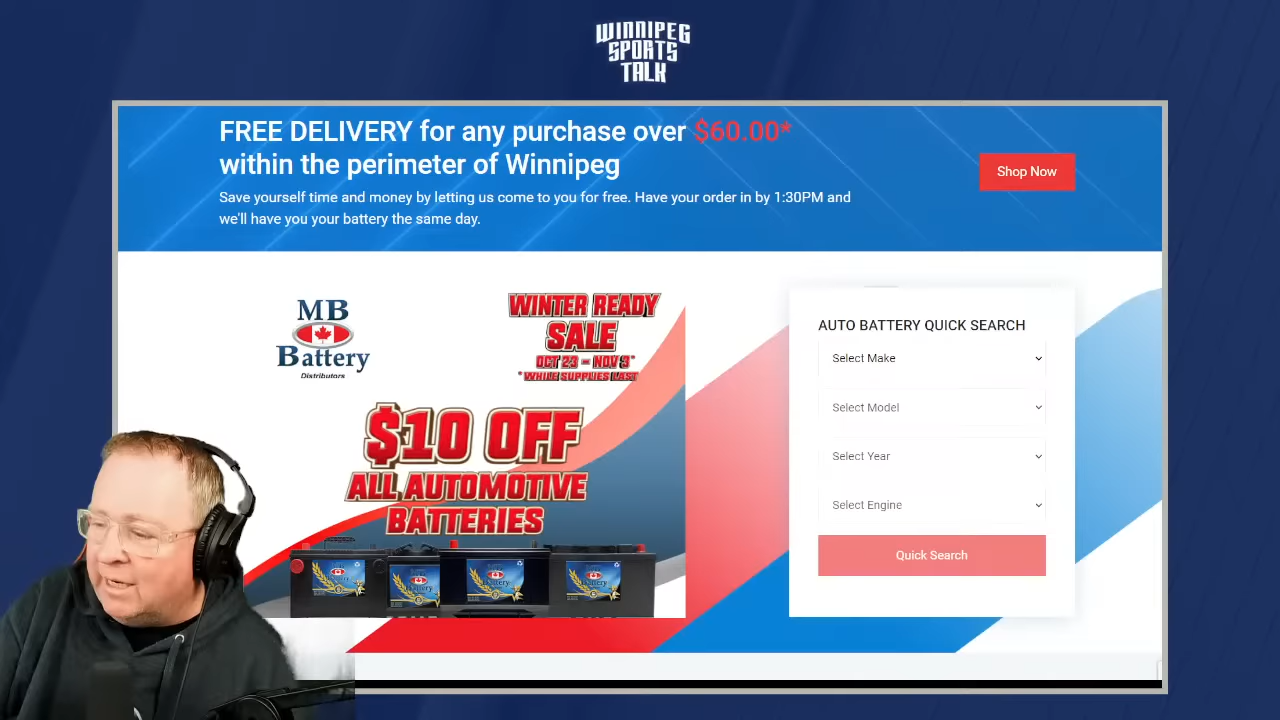 WINNIPEG
SPORTS
TALK
FREE DELIVERY for any purchase over $60.00*
within the perimeter of Winnipeg
Save yourself time and money by letting us come to you for free. Have your order in by 1:30PM and
we'll have you your battery the same day.
Shop Now
MB
Battery
Distributors
WINTER READY
SALE
OCT 23 - NOV 3*
*WHILE SUPPLIES LAST
$10 OFF
ALL AUTOMOTIVE
BATTERIES
AUTO BATTERY QUICK SEARCH
Select Make
Select Model
Select Year
Select Engine
Quick Search
Battery
Battery
Battery
Battery